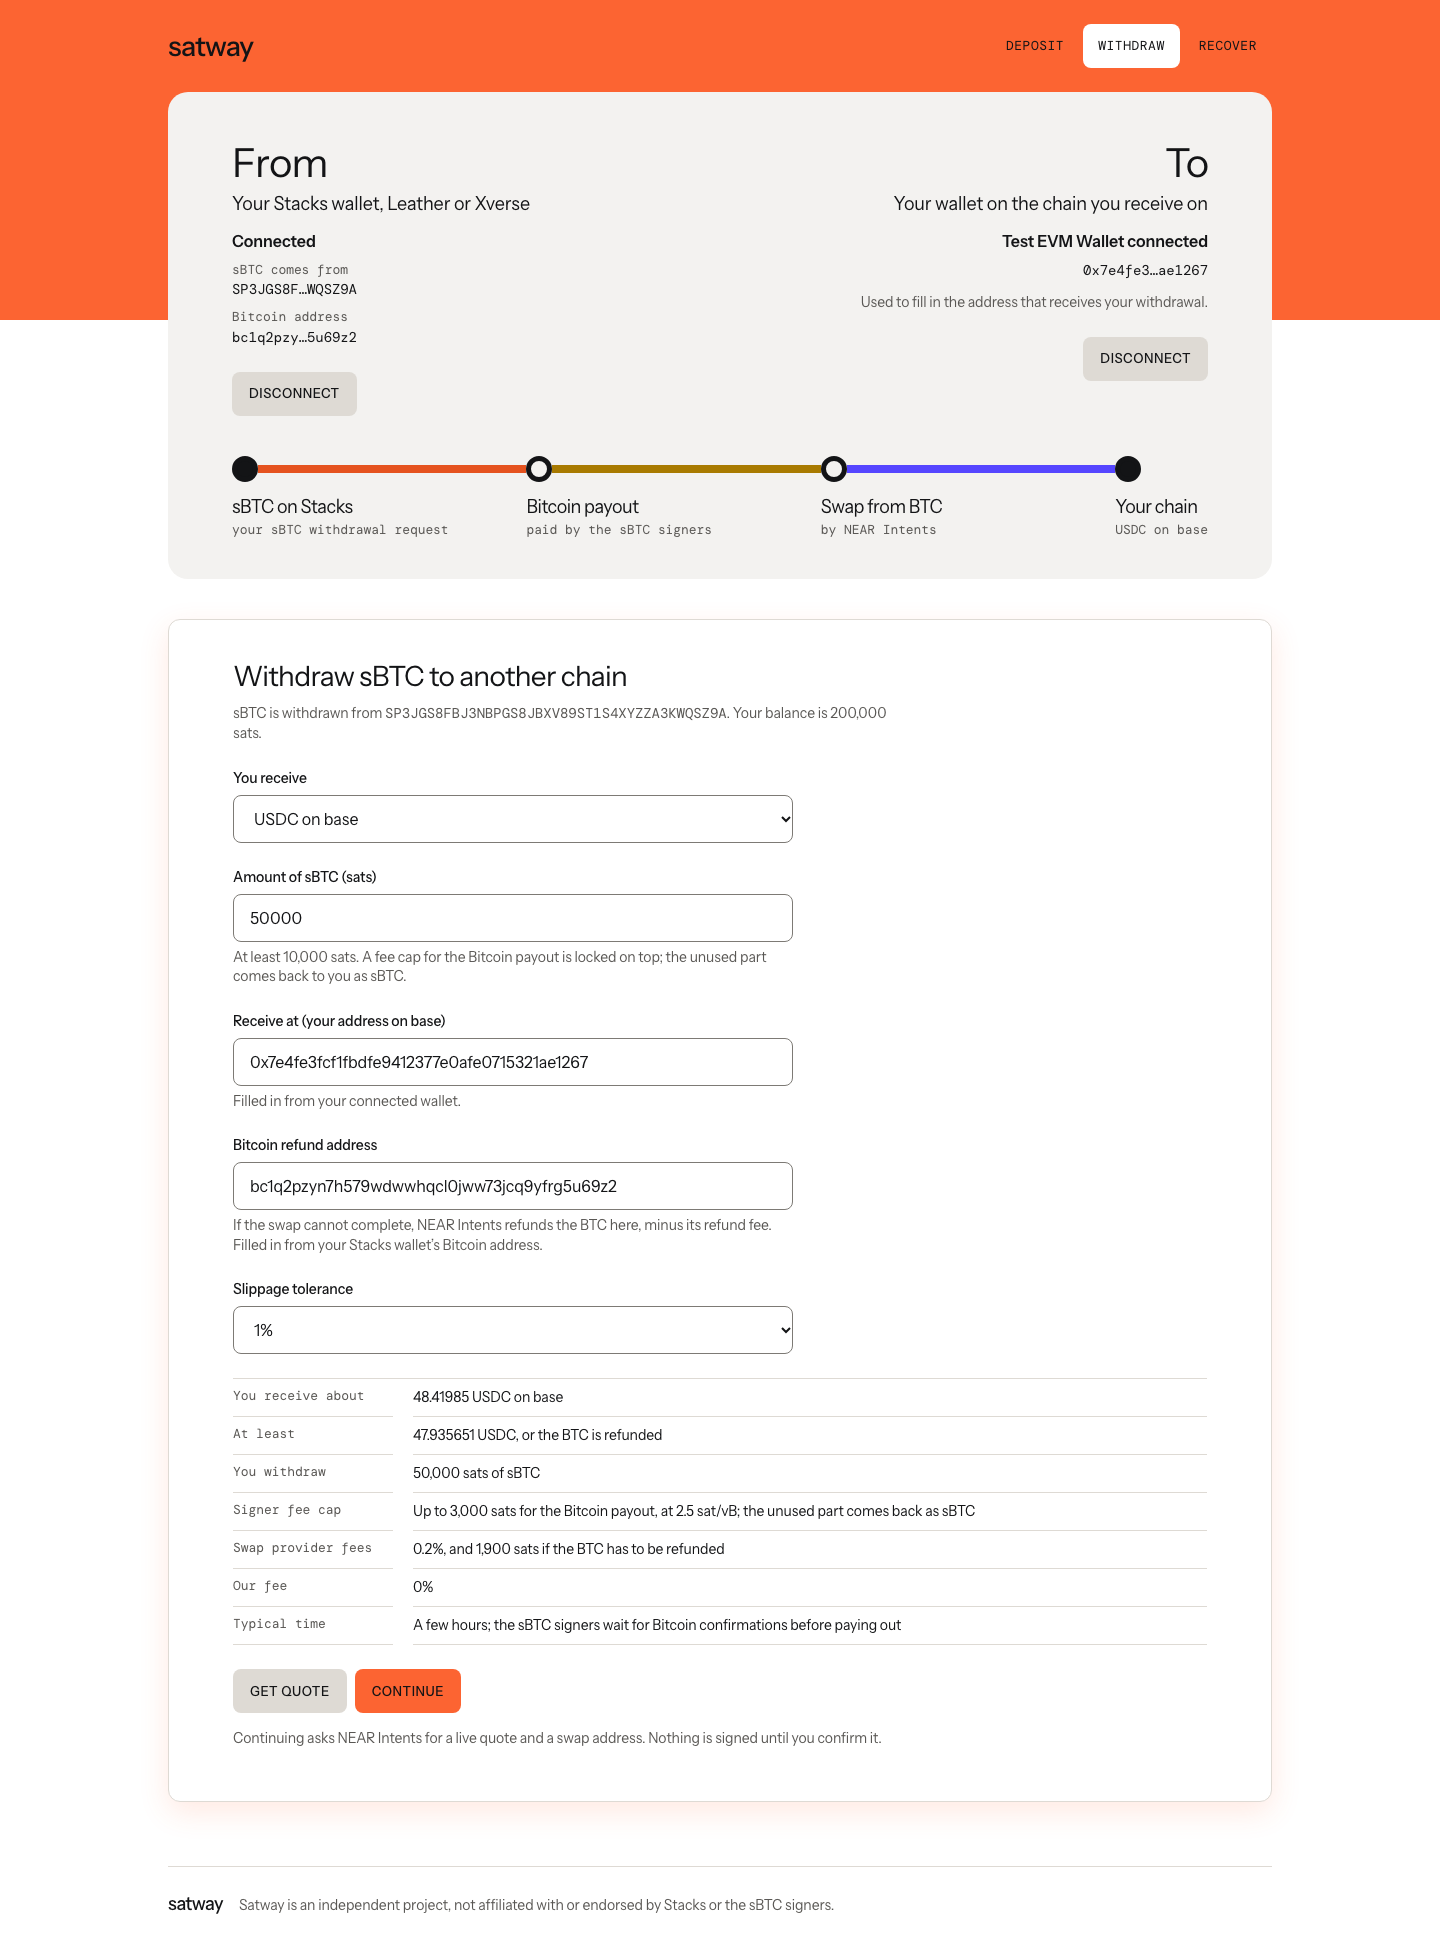 satway
DEPOSIT
WITHDRAW
RECOVER
From
Your Stacks wallet, Leather or Xverse
Connected
sBTC comes from
SP3JGS8F…WQSZ9A
Bitcoin address
bc1q2pzy…5u69z2
DISCONNECT
To
Your wallet on the chain you receive on
Test EVM Wallet connected
0x7e4fe3…ae1267
Used to fill in the address that receives your withdrawal.
DISCONNECT
sBTC on Stacks
your sBTC withdrawal request
Bitcoin payout
paid by the sBTC signers
Swap from BTC
by NEAR Intents
Your chain
USDC on base
Withdraw sBTC to another chain
sBTC is withdrawn from SP3JGS8FBJ3NBPGS8JBXV89ST1S4XYZZA3KWQSZ9A. Your balance is 200,000
sats.
You receive
USDC on base
Amount of sBTC (sats)
50000
At least 10,000 sats. A fee cap for the Bitcoin payout is locked on top; the unused part
comes back to you as sBTC.
Receive at (your address on base)
0x7e4fe3fcf1fbdfe9412377e0afe0715321ae1267
Filled in from your connected wallet.
Bitcoin refund address
bc1q2pzyn7h579wdwwhqcl0jww73jcq9yfrg5u69z2
If the swap cannot complete, NEAR Intents refunds the BTC here, minus its refund fee.
Filled in from your Stacks wallet's Bitcoin address.
Slippage tolerance
1%
You receive about
48.41985 USDC on base
At least
47.935651 USDC, or the BTC is refunded
You withdraw
50,000 sats of sBTC
Signer fee cap
Up to 3,000 sats for the Bitcoin payout, at 2.5 sat/vB; the unused part comes back as sBTC
Swap provider fees
0.2%, and 1,900 sats if the BTC has to be refunded
Our fee
0%
Typical time
A few hours; the sBTC signers wait for Bitcoin confirmations before paying out
GET QUOTE
CONTINUE
Continuing asks NEAR Intents for a live quote and a swap address. Nothing is signed until you confirm it.
satway
Satway is an independent project, not affiliated with or endorsed by Stacks or the sBTC signers.